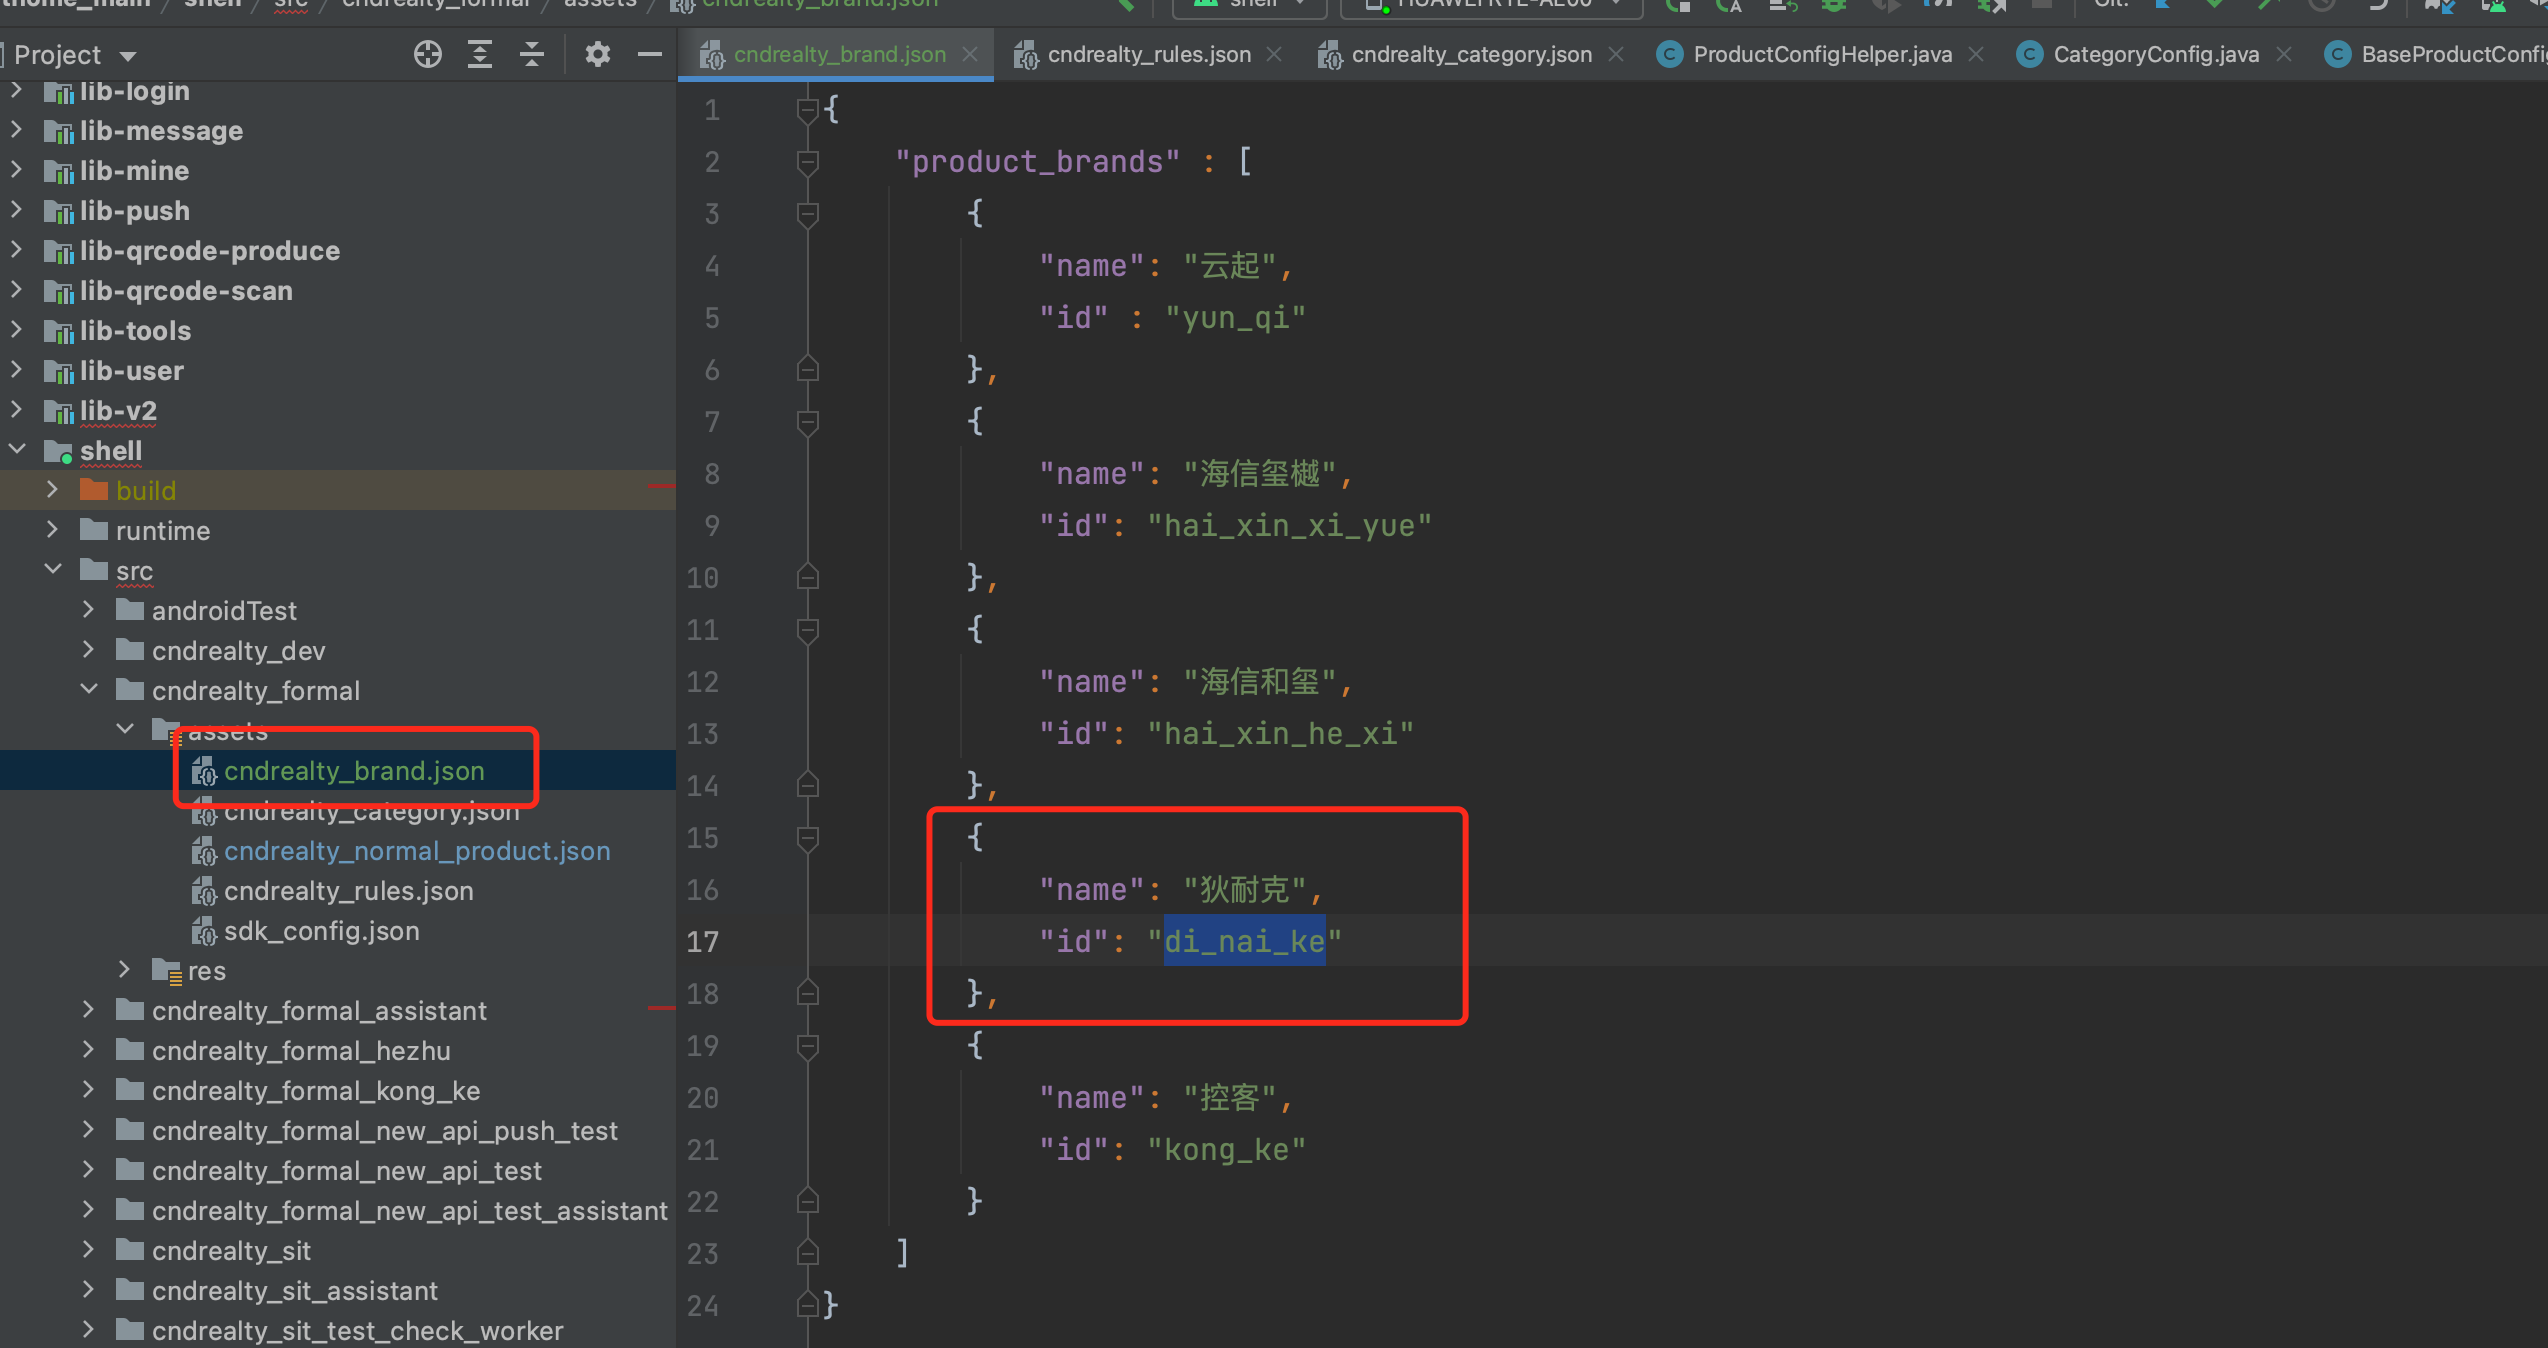 thome_main / shell / src / cndrealty_formal / assets / cndrealty_brand.json shell HUAWEI RTE-AL00 Git:
Project
cndrealty_brand.json cndrealty_rules.json cndrealty_category.json ProductConfigHelper.java CategoryConfig.java BaseProductConfi
lib-login
lib-message
lib-mine
lib-push
lib-qrcode-produce
lib-qrcode-scan
lib-tools
lib-user
lib-v2
shell
build
runtime
src
androidTest
cndrealty_dev
cndrealty_formal
assets
cndrealty_brand.json
cndrealty_category.json
cndrealty_normal_product.json
cndrealty_rules.json
sdk_config.json
res
cndrealty_formal_assistant
cndrealty_formal_hezhu
cndrealty_formal_kong_ke
cndrealty_formal_new_api_push_test
cndrealty_formal_new_api_test
cndrealty_formal_new_api_test_assistant
cndrealty_sit
cndrealty_sit_assistant
cndrealty_sit_test_check_worker
1 {
2 "product_brands" : [
3 {
4 "name": "云起",
5 "id" : "yun_qi"
6 },
7 {
8 "name": "海信玺樾",
9 "id": "hai_xin_xi_yue"
10 },
11 {
12 "name": "海信和玺",
13 "id": "hai_xin_he_xi"
14 },
15 {
16 "name": "狄耐克",
17 "id": "di_nai_ke"
18 },
19 {
20 "name": "控客",
21 "id": "kong_ke"
22 }
23 ]
24 }